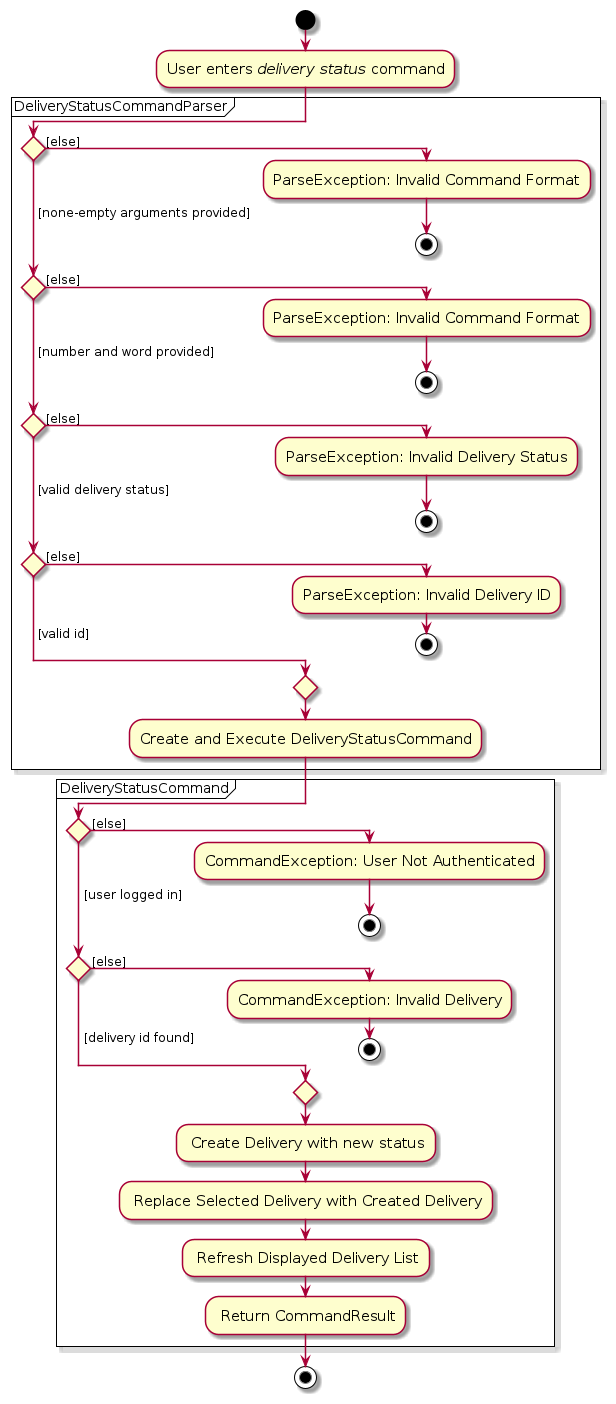 User enters delivery status command
DeliveryStatusCommandParser
[else]
ParseException: Invalid Command Format
[none-empty arguments provided]
[else]
ParseException: Invalid Command Format
[number and word provided]
[else]
ParseException: Invalid Delivery Status
[valid delivery status]
[else]
ParseException: Invalid Delivery ID
[valid id]
Create and Execute DeliveryStatusCommand
DeliveryStatusCommand
[else]
CommandException: User Not Authenticated
[user logged in]
[else]
CommandException: Invalid Delivery
[delivery id found]
Create Delivery with new status
Replace Selected Delivery with Created Delivery
Refresh Displayed Delivery List
Return CommandResult